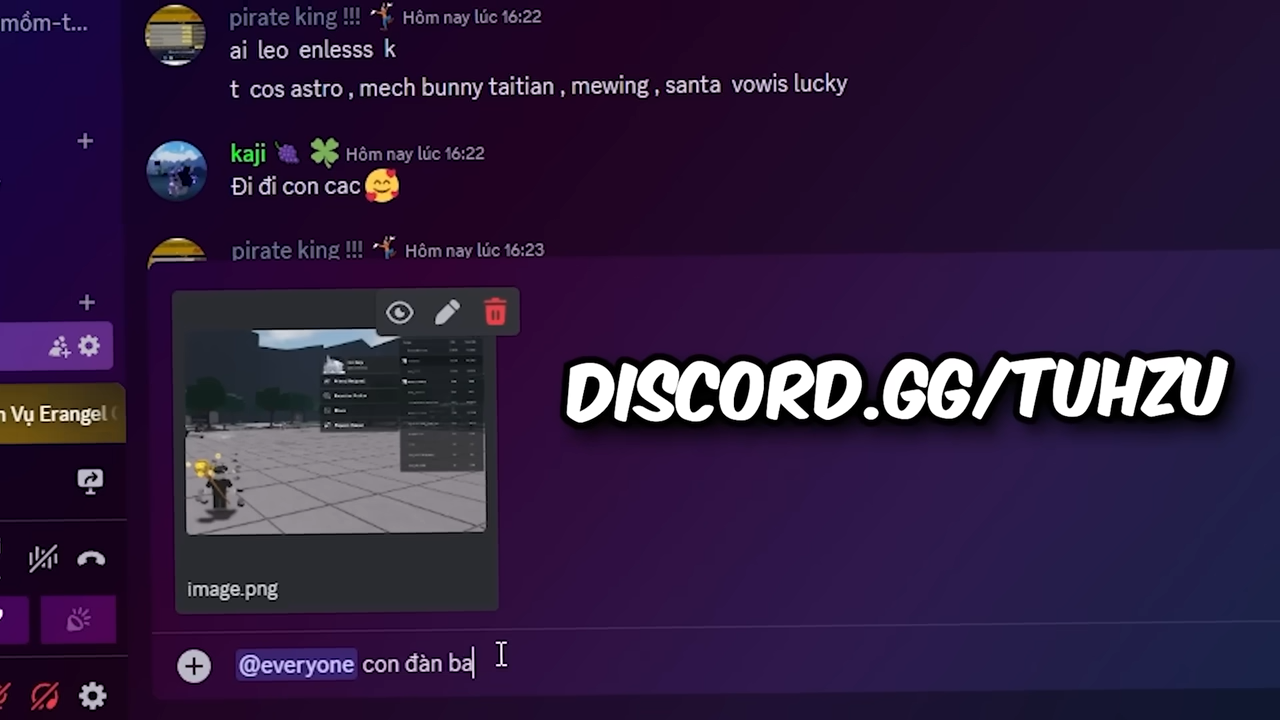 mồm-t...
pirate king !!! Hôm nay lúc 16:22
ai leo enlesss k
t cos astro , mech bunny taitian , mewing , santa vowis lucky
kaji 🍇 🍀 Hôm nay lúc 16:22
Đi đi con cac 🥰
pirate king !!! Hôm nay lúc 16:23
Vụ Erangel
DISCORD.GG/TUHZU
image.png
@everyone con đàn ba